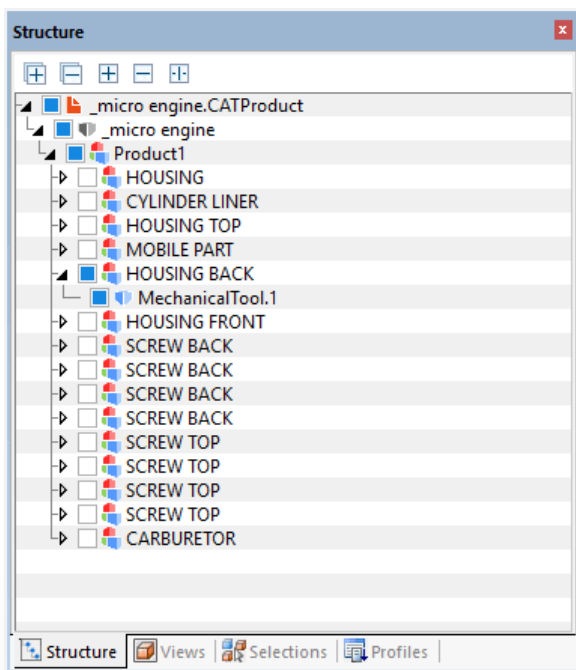 Structure
_micro engine.CATProduct
_micro engine
Product1
HOUSING
CYLINDER LINER
HOUSING TOP
MOBILE PART
HOUSING BACK
MechanicalTool.1
HOUSING FRONT
SCREW BACK
SCREW BACK
SCREW BACK
SCREW BACK
SCREW TOP
SCREW TOP
SCREW TOP
SCREW TOP
CARBURETOR
Structure Views Selections Profiles